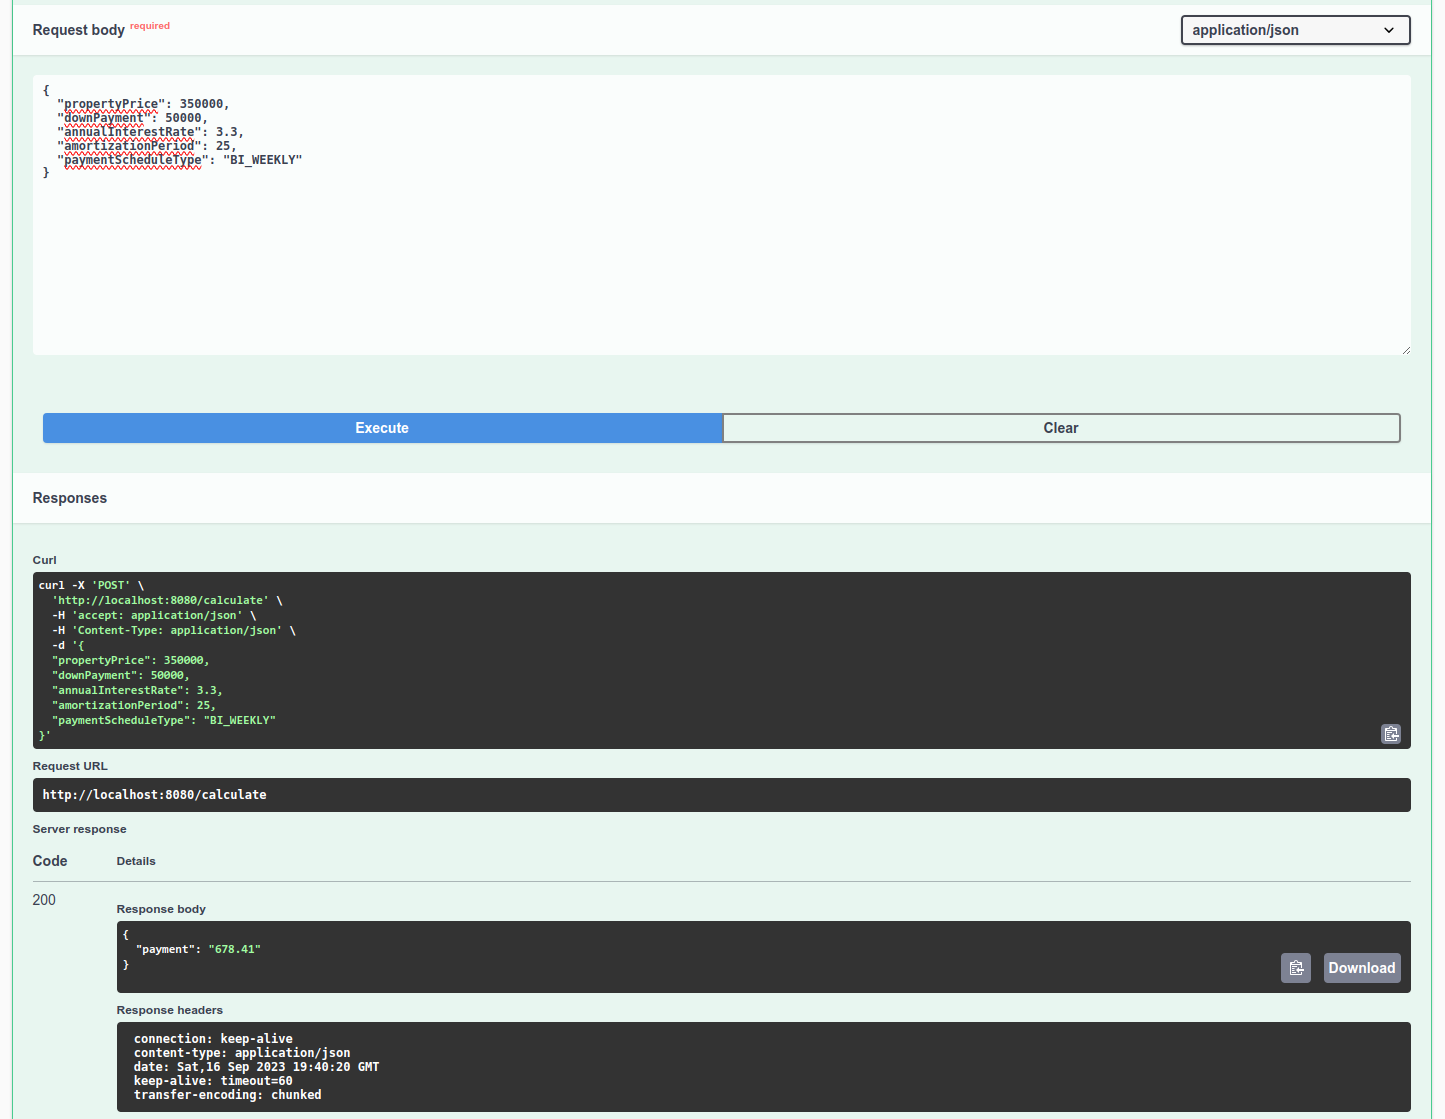 Request body required
application/json
{
  "propertyPrice": 350000,
  "downPayment": 50000,
  "annualInterestRate": 3.3,
  "amortizationPeriod": 25,
  "paymentScheduleType": "BI_WEEKLY"
}
Execute
Clear
Responses
Curl
curl -X 'POST' \
  'http://localhost:8080/calculate' \
  -H 'accept: application/json' \
  -H 'Content-Type: application/json' \
  -d '{
  "propertyPrice": 350000,
  "downPayment": 50000,
  "annualInterestRate": 3.3,
  "amortizationPeriod": 25,
  "paymentScheduleType": "BI_WEEKLY"
}'
Request URL
http://localhost:8080/calculate
Server response
Code Details
200
Response body
{
  "payment": "678.41"
}
Download
Response headers
connection: keep-alive
content-type: application/json
date: Sat,16 Sep 2023 19:40:20 GMT
keep-alive: timeout=60
transfer-encoding: chunked